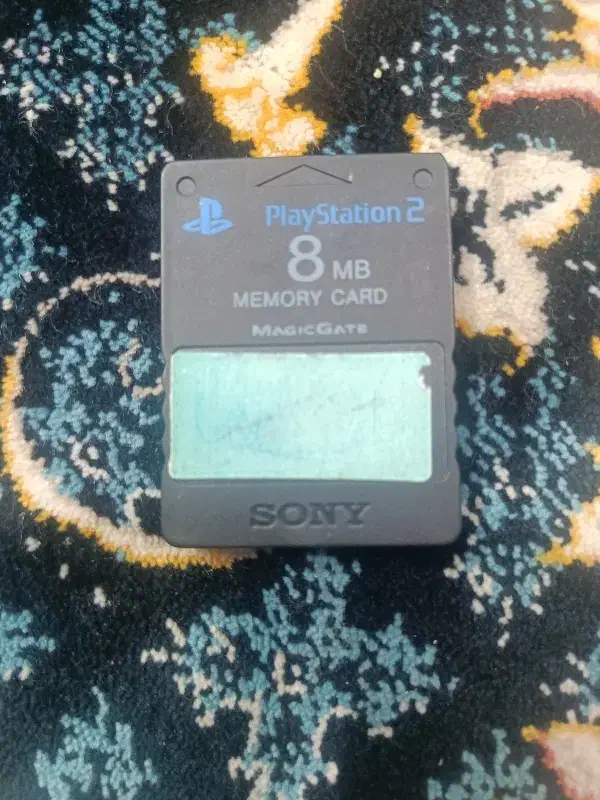 PlayStation 2
8 MB
MEMORY CARD
MAGICGATE
SONY